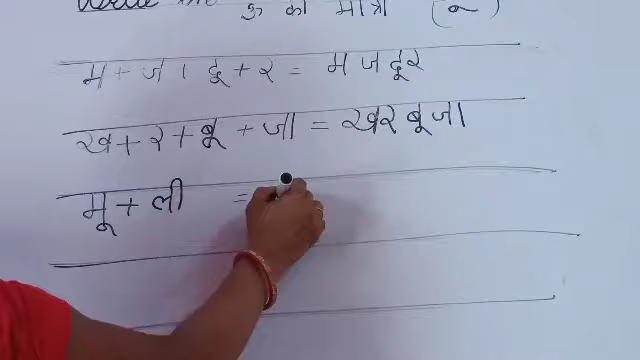 ऊ की मात्रा ( ू )
म + ज + दू + र = मजदूर
ख + र + बू + जा = खरबूजा
मू + ली =